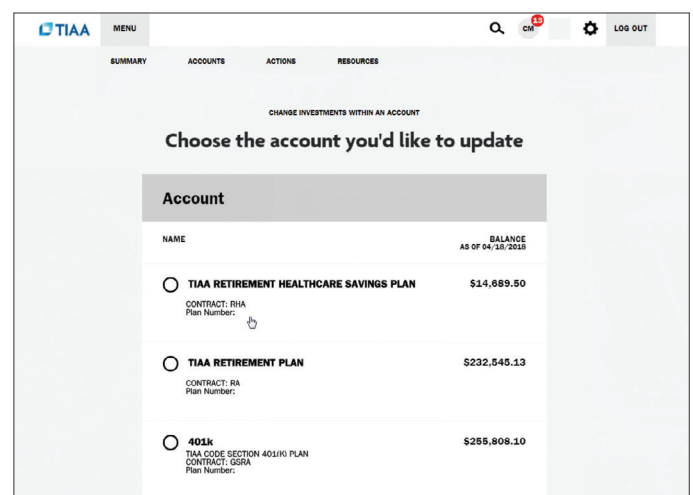 TIAA MENU CM 13 LOG OUT
SUMMARY ACCOUNTS ACTIONS RESOURCES
CHANGE INVESTMENTS WITHIN AN ACCOUNT
Choose the account you'd like to update
Account
NAME BALANCE
AS OF 04/18/2018
TIAA RETIREMENT HEALTHCARE SAVINGS PLAN $14,689.50
CONTRACT: RHA
Plan Number:
TIAA RETIREMENT PLAN $232,545.13
CONTRACT: RA
Plan Number:
401k $255,808.10
TIAA CODE SECTION 401(K) PLAN
CONTRACT: GSRA
Plan Number: